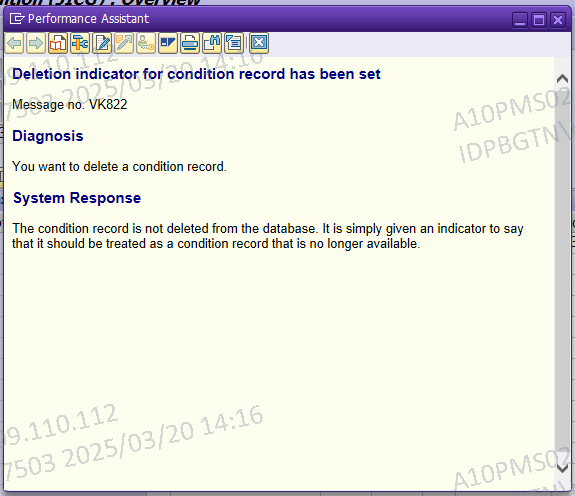 Performance Assistant
Deletion indicator for condition record has been set
Message no. VK822
Diagnosis
You want to delete a condition record.
System Response
The condition record is not deleted from the database. It is simply given an indicator to say
that it should be treated as a condition record that is no longer available.
9.110.112
7503 2025/03/20 14:16
A10PMS02
IDPBGTN\
9.110.112
7503 2025/03/20 14:16
A10PMS02